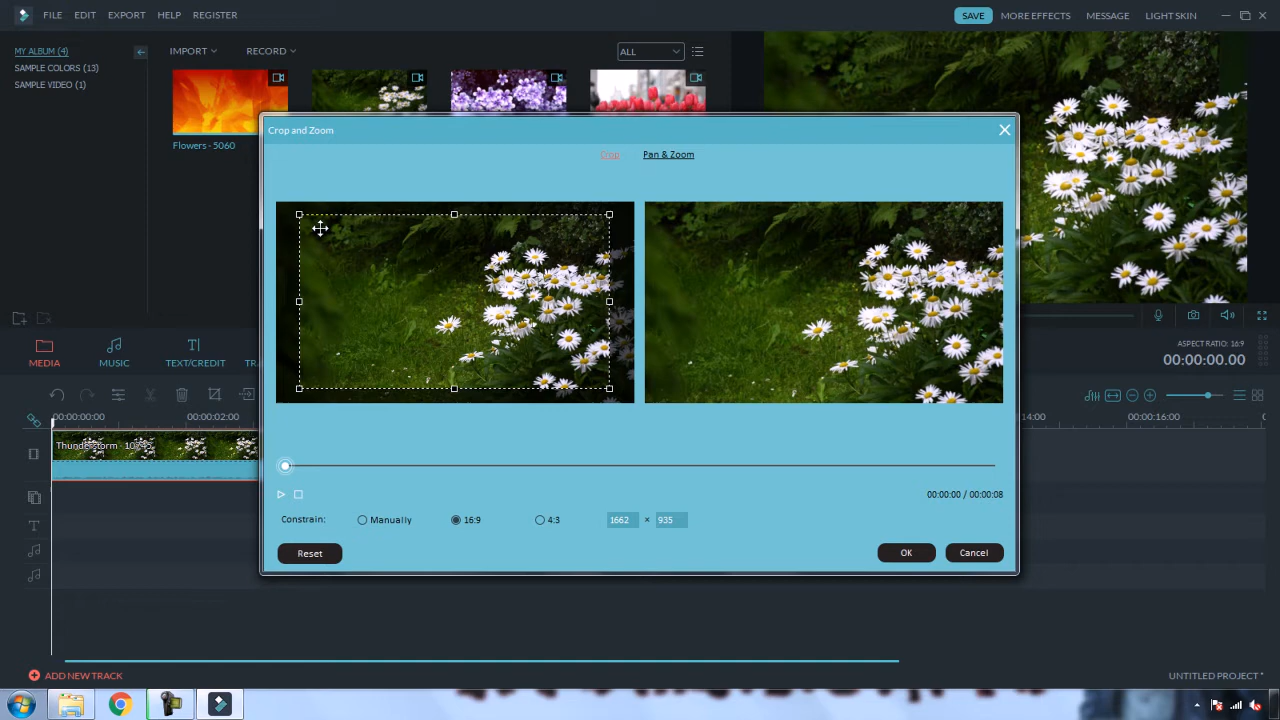 FILE EDIT EXPORT HELP REGISTER
SAVE MORE EFFECTS MESSAGE LIGHT SKIN
MY ALBUM (4)
SAMPLE COLORS (13)
SAMPLE VIDEO (1)
IMPORT RECORD ALL
Flowers - 5060
Crop and Zoom
Crop Pan & Zoom
00:00:00 / 00:00:08
Constrain: Manually 16:9 4:3 1662 × 935
Reset OK Cancel
MEDIA MUSIC TEXT/CREDIT TRA
ASPECT RATIO: 16:9
00:00:00.00
00:00:00:00 00:00:02:00 14:00 00:00:16:00
Thunderstorm
ADD NEW TRACK
UNTITLED PROJECT *